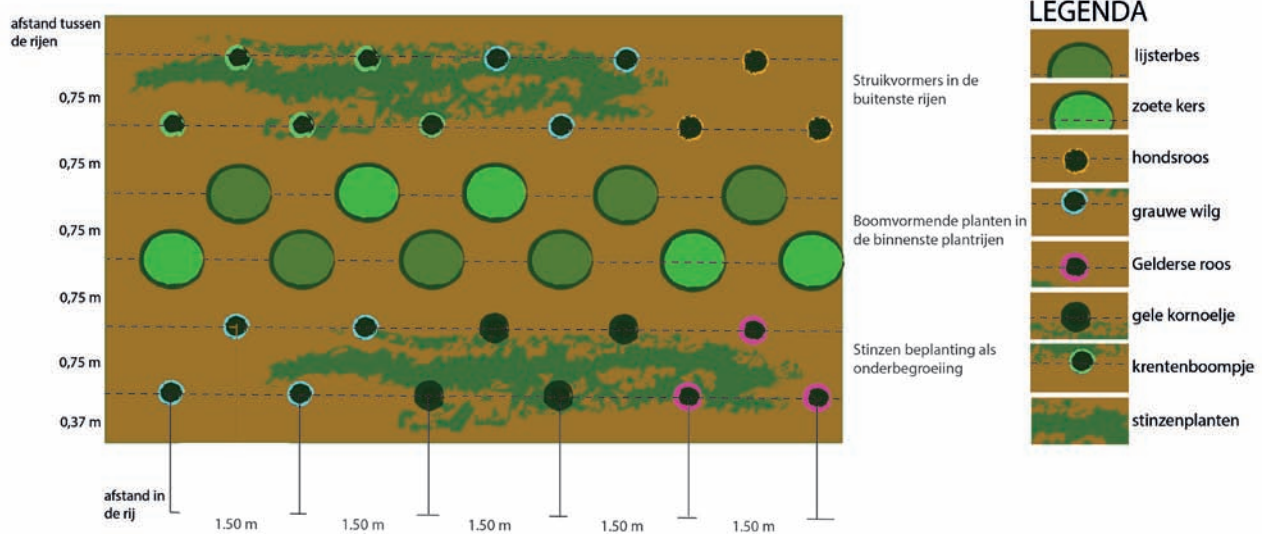 afstand tussen
de rijen
0,75 m
0,75 m
0,75 m
0,75 m
0,75 m
0,37 m
Struikvormers in de
buitenste rijen
Boomvormende planten in
de binnenste plantrijen
Stinzen beplanting als
onderbegroeiing
afstand in
de rij
1.50 m
1.50 m
1.50 m
1.50 m
1.50 m
LEGENDA
lijsterbes
zoete kers
hondsroos
grauwe wilg
Gelderse roos
gele kornoelje
krentenboompje
stinzenplanten